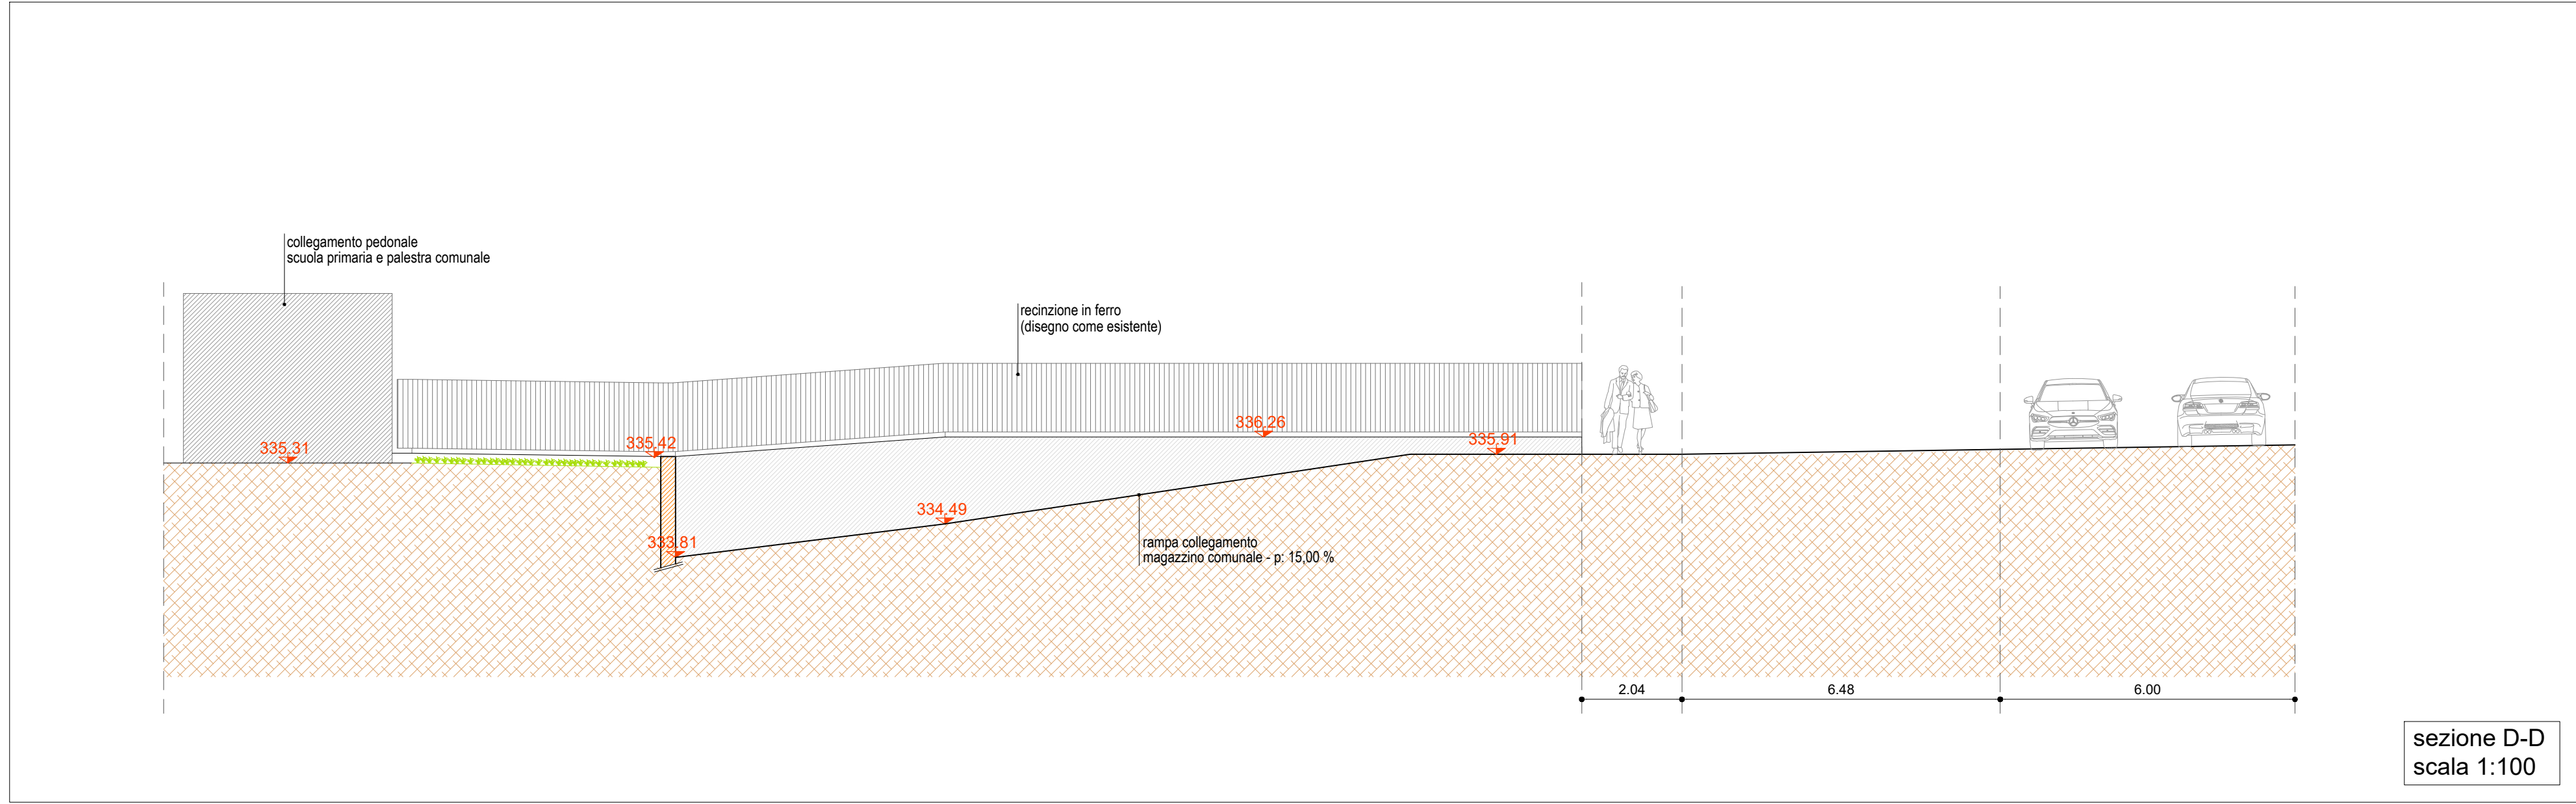 collegamento pedonale
scuola primaria e palestra comunale
recinzione in ferro
(disegno come esistente)
335.31
335.42
336.26
335.91
334.49
333.81
rampa collegamento
magazzino comunale - p: 15,00 %
2.04
6.48
6.00
sezione D-D
scala 1:100